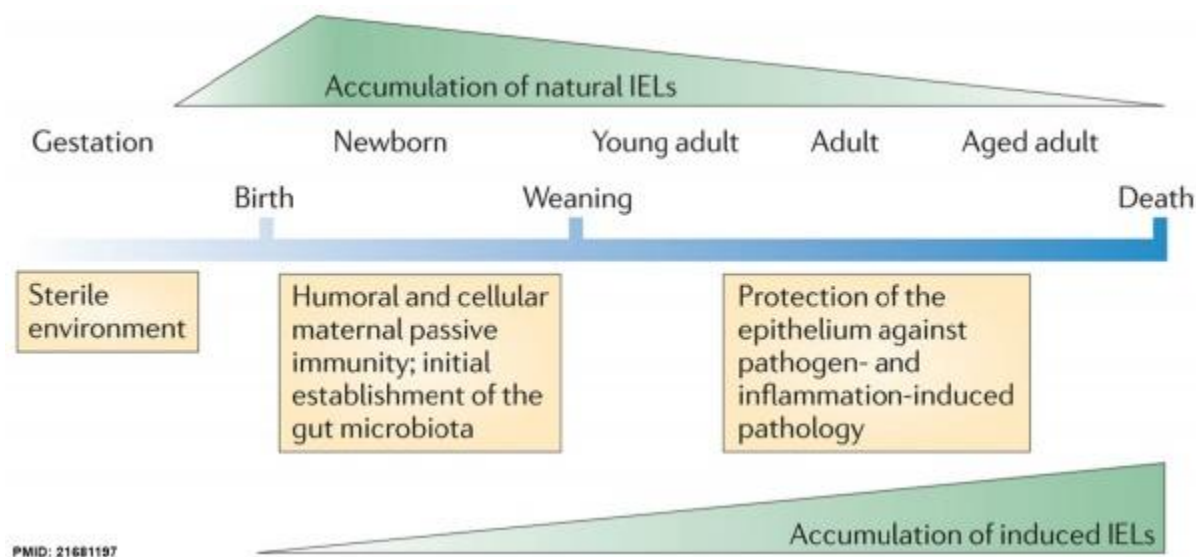 Accumulation of natural IELs
Gestation
Newborn
Young adult
Adult
Aged adult
Birth
Weaning
Death
Sterile
environment
Humoral and cellular
maternal passive
immunity; initial
establishment of the
gut microbiota
Protection of the
epithelium against
pathogen- and
inflammation-induced
pathology
Accumulation of induced IELs
PMID: 21681197